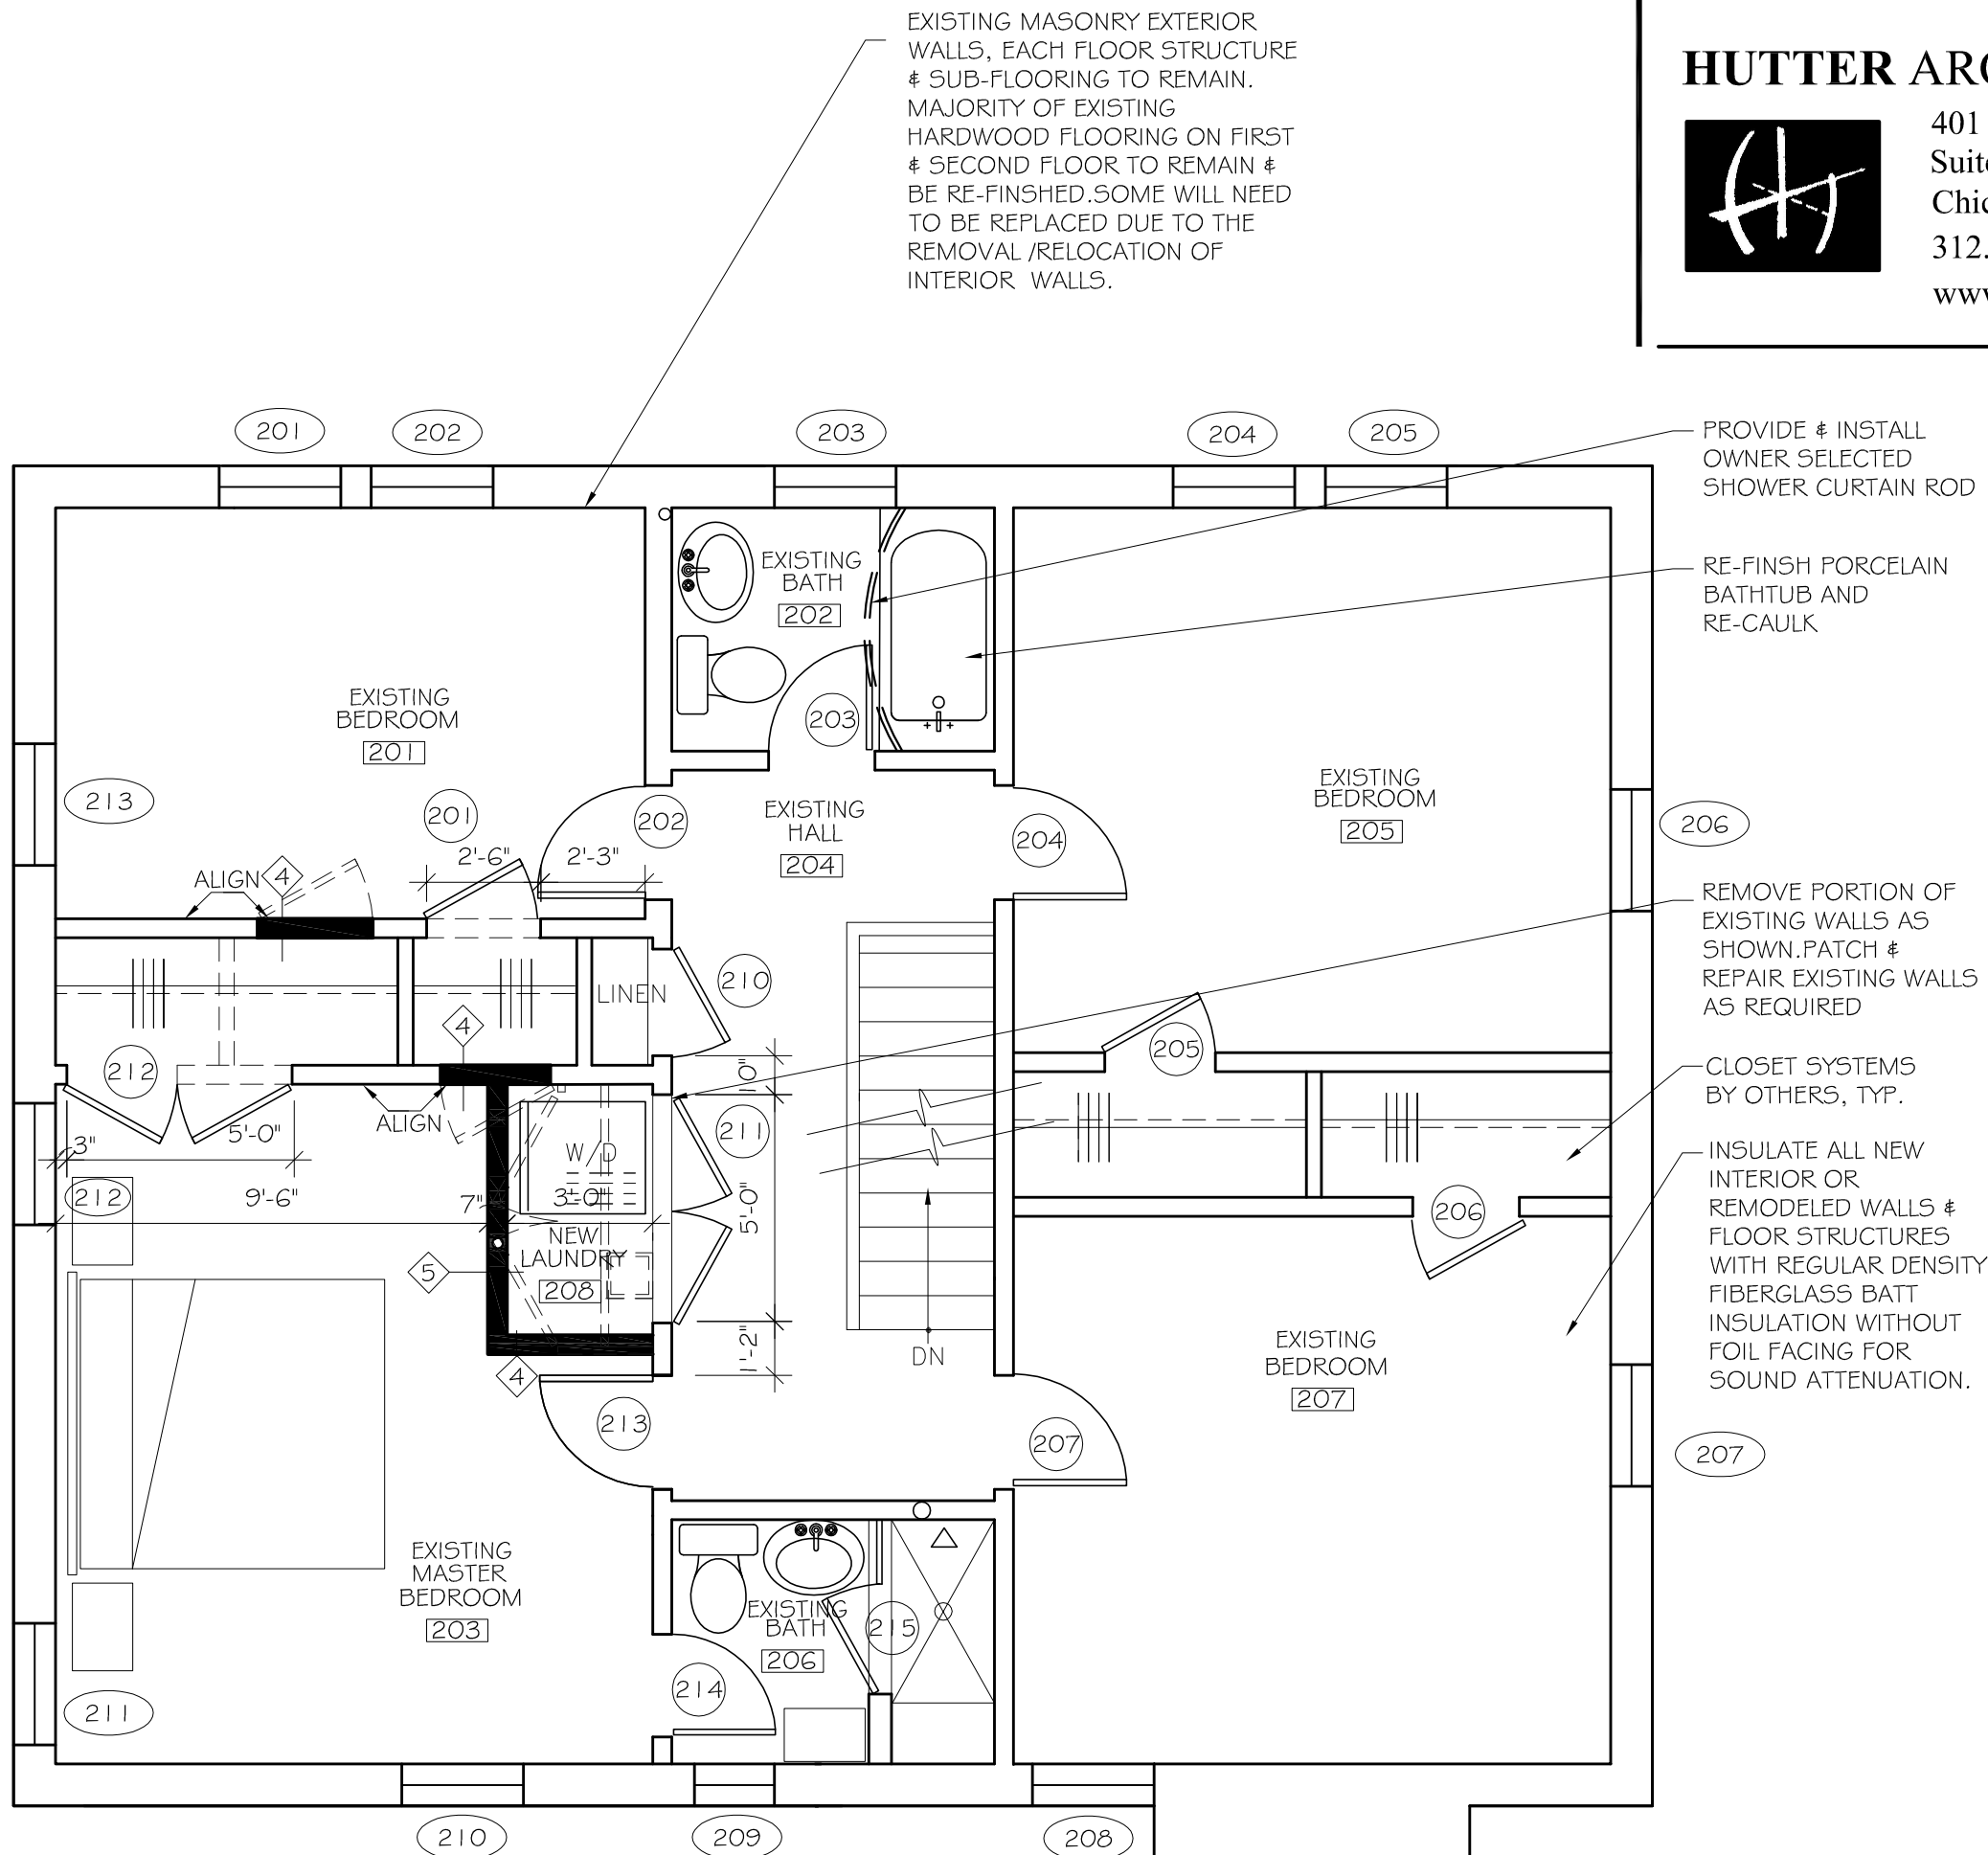 EXISTING MASONRY EXTERIOR
WALLS, EACH FLOOR STRUCTURE
& SUB-FLOORING TO REMAIN.
MAJORITY OF EXISTING
HARDWOOD FLOORING ON FIRST
& SECOND FLOOR TO REMAIN &
BE RE-FINSHED.SOME WILL NEED
TO BE REPLACED DUE TO THE
REMOVAL /RELOCATION OF
INTERIOR WALLS.
HUTTER
401
312.
201
202
203
204
205
PROVIDE & INSTALL
OWNER SELECTED
SHOWER CURTAIN ROD
RE-FINSH PORCELAIN
BATHTUB AND
RE-CAULK
EXISTING
BATH
202
203
EXISTING
BEDROOM
201
213
201
202
2'-6"
2'-3"
EXISTING
HALL
204
204
EXISTING
BEDROOM
205
206
ALIGN
4
REMOVE PORTION OF
EXISTING WALLS AS
SHOWN.PATCH &
REPAIR EXISTING WALLS
AS REQUIRED
LINEN
210
4
212
205
10"
CLOSET SYSTEMS
BY OTHERS, TYP.
ALIGN
3"
5'-0"
W/D
211
212
9'-6"
7"
3'-0"
5'-0"
206
INSULATE ALL NEW
INTERIOR OR
REMODELED WALLS &
FLOOR STRUCTURES
WITH REGULAR DENSITY
FIBERGLASS BATT
INSULATION WITHOUT
FOIL FACING FOR
SOUND ATTENUATION.
NEW
LAUNDRY
208
5
4
1'-2"
DN
EXISTING
BEDROOM
207
213
207
207
EXISTING
MASTER
BEDROOM
203
EXISTING
BATH
206
215
214
211
210
209
208